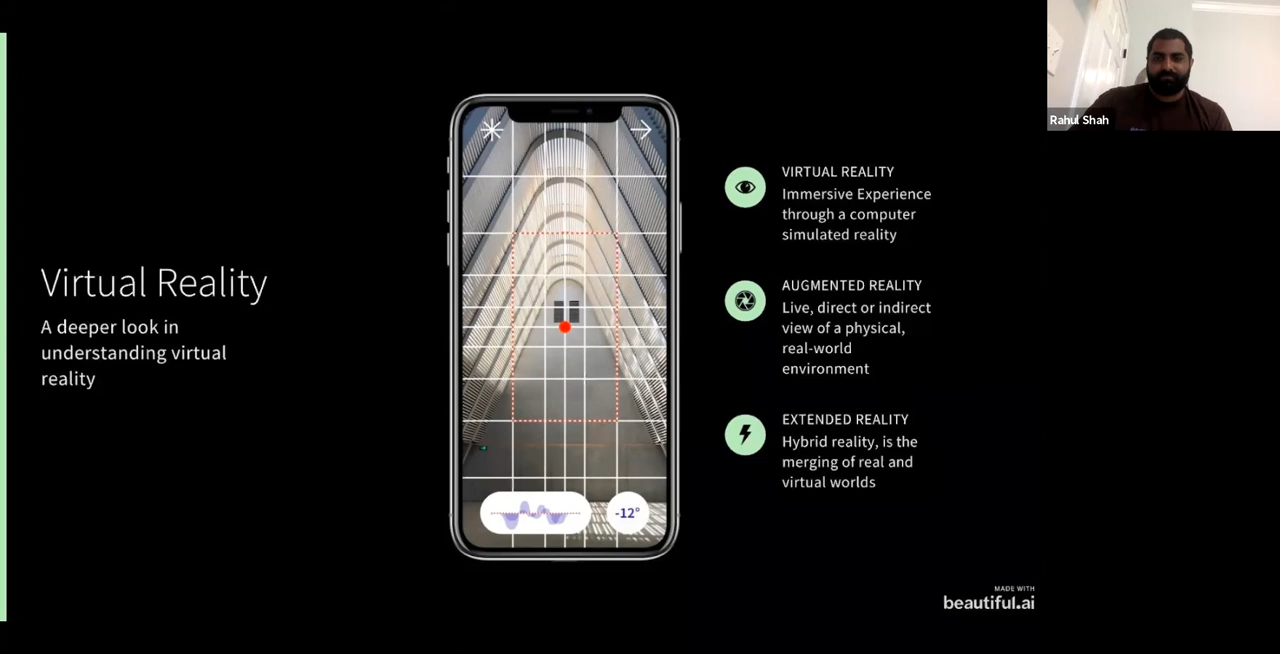 Virtual Reality
A deeper look in
understanding virtual
reality
-12°
VIRTUAL REALITY
Immersive Experience
through a computer
simulated reality
AUGMENTED REALITY
Live, direct or indirect
view of a physical,
real-world
environment
EXTENDED REALITY
Hybrid reality, is the
merging of real and
virtual worlds
MADE WITH
beautiful.ai
Rahul Shah